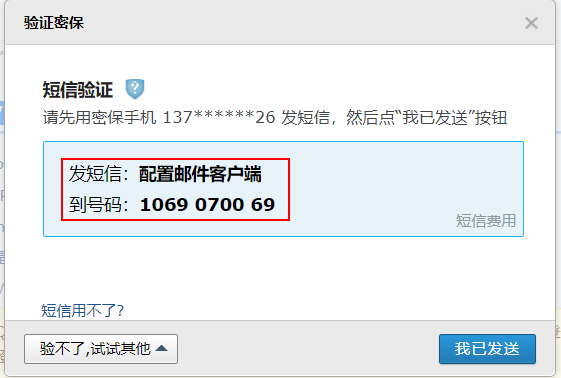 验证密保
短信验证
请先用密保手机 137******26 发短信，然后点“我已发送”按钮
发短信：配置邮件客户端
到号码：1069 0700 69
短信费用
短信用不了?
验不了,试试其他
我已发送